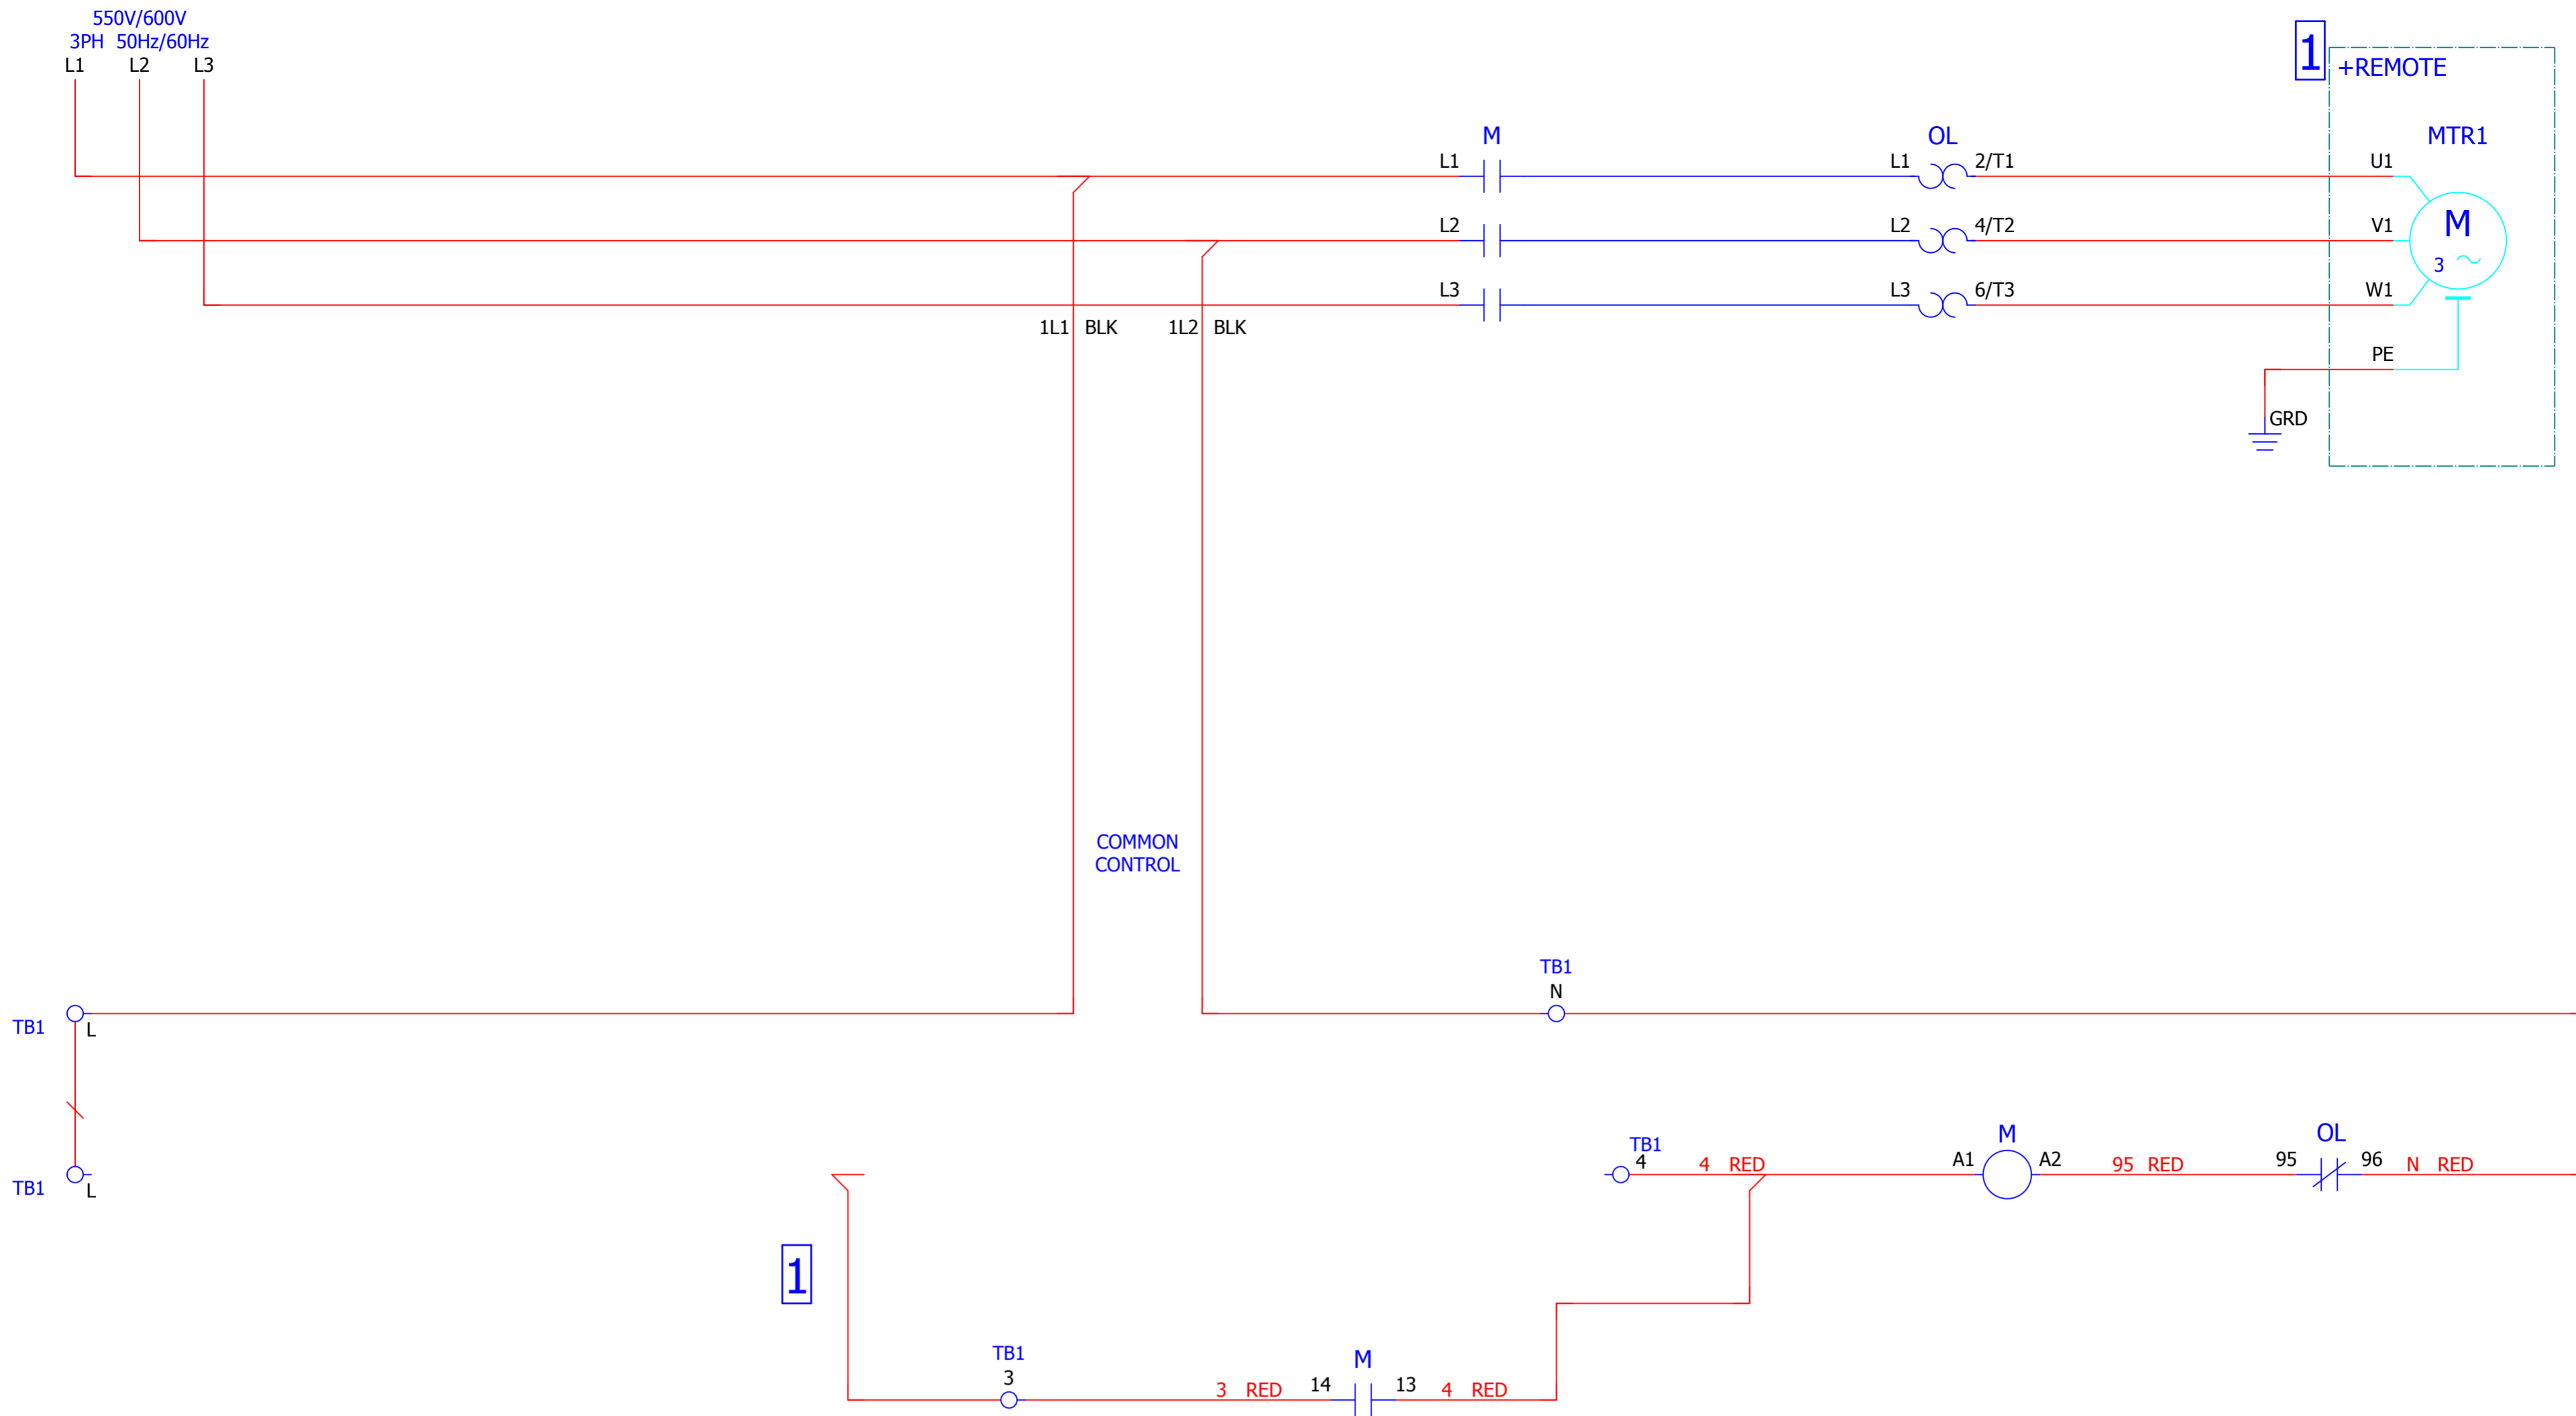 550V/600V
3PH 50Hz/60Hz
L1 L2 L3
1
+REMOTE
M OL MTR1
L1 L1 2/T1 U1
L2 L2 4/T2 V1
M
3
L3 L3 6/T3 W1
1L1 BLK 1L2 BLK
PE
GRD
COMMON
CONTROL
TB1
N
TB1 L
TB1
4 4 RED
M
A1 A2 95 RED
OL
95 96 N RED
TB1 L
1
TB1
3
3 RED
M
14 13 4 RED